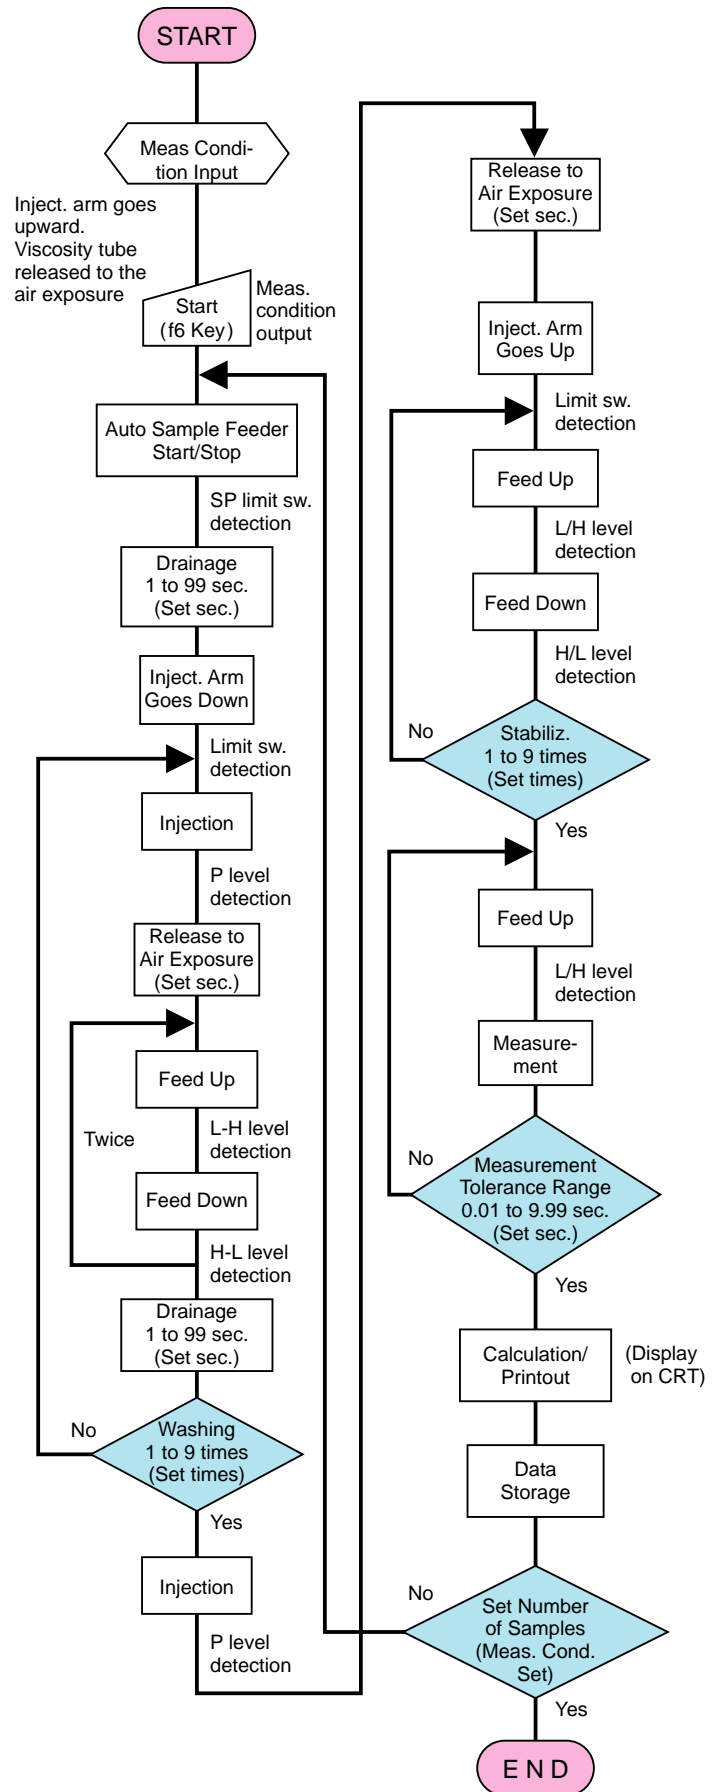 START
Meas Condi-
tion Input
Inject. arm goes
upward.
Viscosity tube
released to the
air exposure
Start
(f6 Key)
Meas.
condition
output
Auto Sample Feeder
Start/Stop
SP limit sw.
detection
Drainage
1 to 99 sec.
(Set sec.)
Inject. Arm
Goes Down
Limit sw.
detection
Injection
P level
detection
Release to
Air Exposure
(Set sec.)
Feed Up
Twice
L-H level
detection
Feed Down
H-L level
detection
Drainage
1 to 99 sec.
(Set sec.)
No
Washing
1 to 9 times
(Set times)
Yes
Injection
P level
detection
Release to
Air Exposure
(Set sec.)
Inject. Arm
Goes Up
Limit sw.
detection
Feed Up
L/H level
detection
Feed Down
H/L level
detection
No
Stabiliz.
1 to 9 times
(Set times)
Yes
Feed Up
L/H level
detection
Measure-
ment
No
Measurement
Tolerance Range
0.01 to 9.99 sec.
(Set sec.)
Yes
Calculation/
Printout
(Display
on CRT)
Data
Storage
No
Set Number
of Samples
(Meas. Cond.
Set)
Yes
E N D